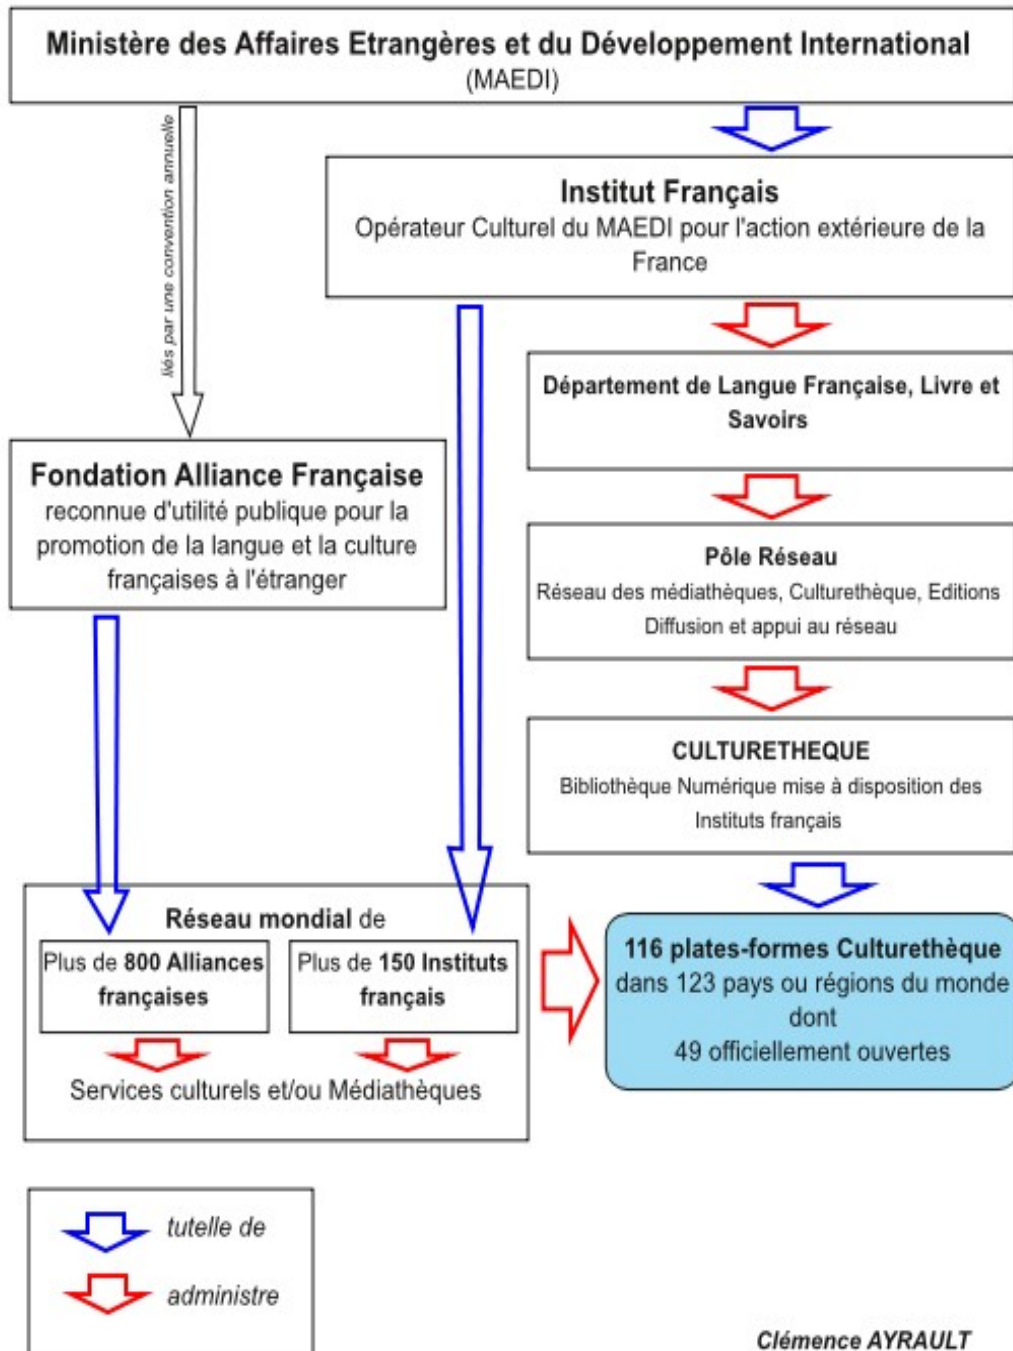 Ministère des Affaires Etrangères et du Développement International
(MAEDI)
liés par une convention annuelle
Institut Français
Opérateur Culturel du MAEDI pour l'action extérieure de la
France
Département de Langue Française, Livre et
Savoirs
Fondation Alliance Française
reconnue d'utilité publique pour la
promotion de la langue et la culture
françaises à l'étranger
Pôle Réseau
Réseau des médiathèques, Culturethèque, Editions
Diffusion et appui au réseau
CULTURETHEQUE
Bibliothèque Numérique mise à disposition des
Instituts français
Réseau mondial de
Plus de 800 Alliances
françaises
Plus de 150 Instituts
français
Services culturels et/ou Médiathèques
116 plates-formes Culturethèque
dans 123 pays ou régions du monde
dont
49 officiellement ouvertes
tutelle de
administre
Clémence AYRAULT